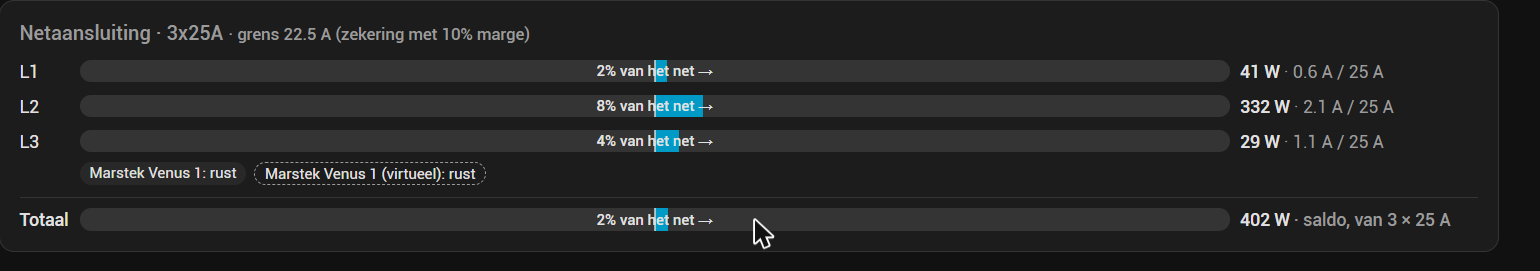 Netaansluiting · 3x25A · grens 22.5 A (zekering met 10% marge)
L1 2% van het net → 41 W · 0.6 A / 25 A
L2 8% van het net → 332 W · 2.1 A / 25 A
L3 4% van het net → 29 W · 1.1 A / 25 A
Marstek Venus 1: rust Marstek Venus 1 (virtueel): rust
Totaal 2% van het net → 402 W · saldo, van 3 × 25 A